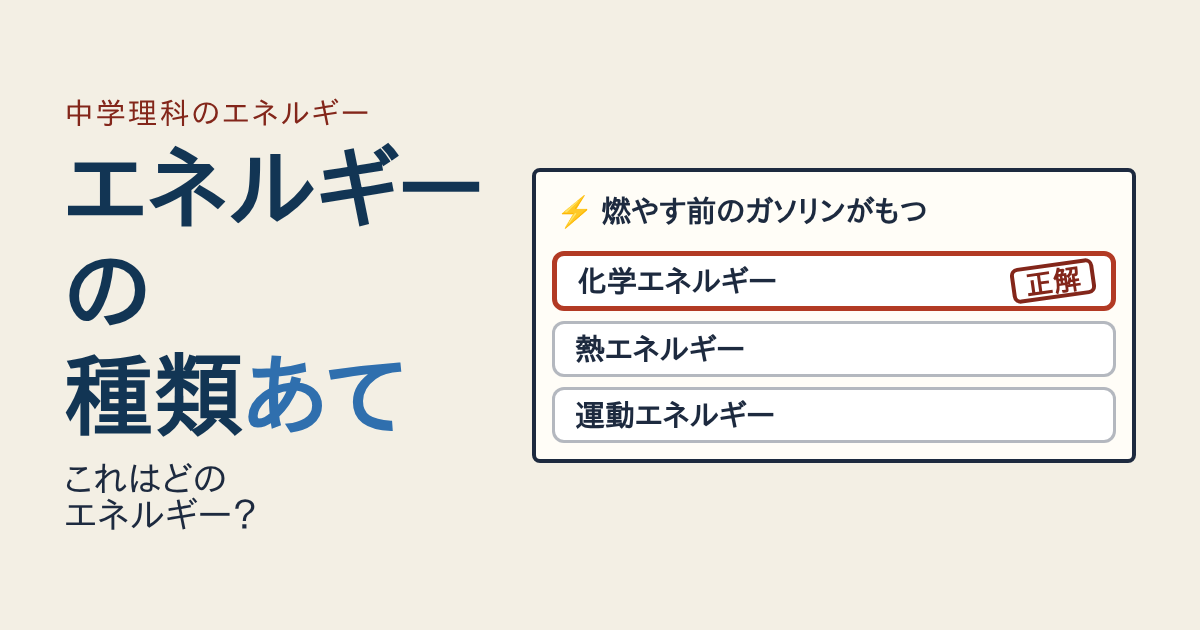 中学理科のエネルギー
エネルギー
の
種類あて
これはどの
エネルギー？
⚡ 燃やす前のガソリンがもつ
化学エネルギー
正解
熱エネルギー
運動エネルギー